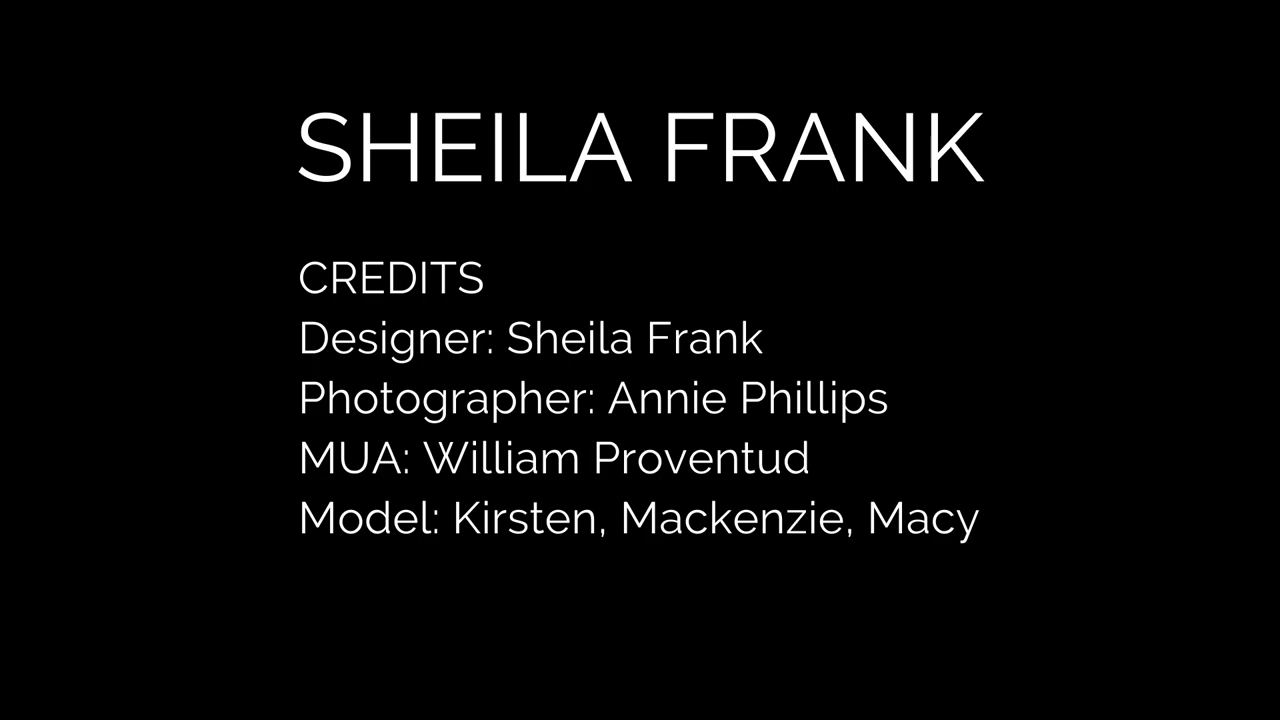 SHEILA FRANK
CREDITS
Designer: Sheila Frank
Photographer: Annie Phillips
MUA: William Proventud
Model: Kirsten, Mackenzie, Macy